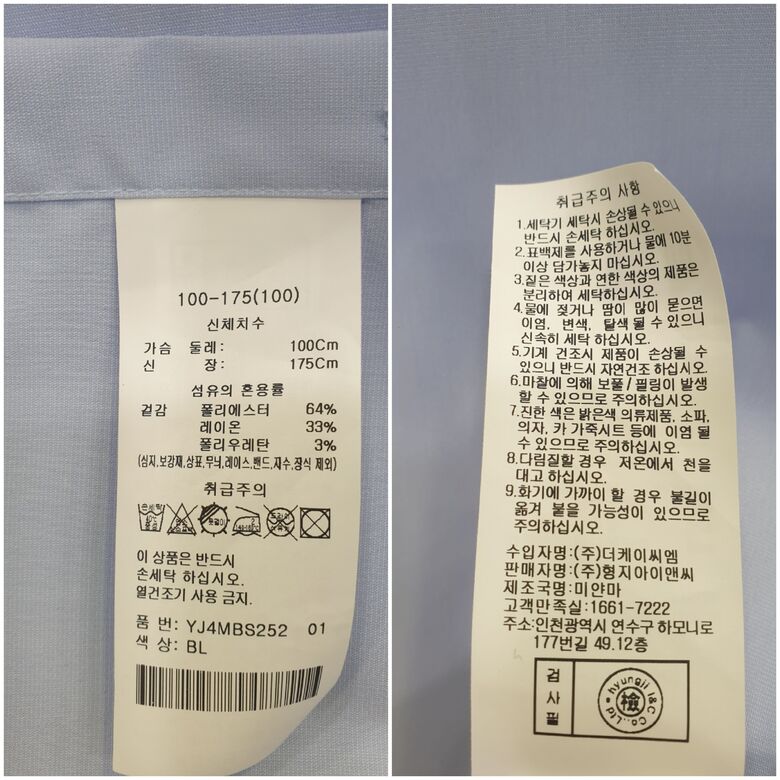 100-175(100)
신체치수
가슴 둘레: 100Cm
신 장: 175Cm
섬유의 혼용률
겉감 폴리에스터 64%
레이온 33%
폴리우레탄 3%
(심지,보강재,상표,무늬,레이스,밴드,자수,장식 제외)
취급주의
이 상품은 반드시
손세탁 하십시오.
열건조기 사용 금지.
품 번: YJ4MBS252 01
색 상: BL
취급주의 사항
1.세탁기 세탁시 손상될 수 있으니
반드시 손세탁 하십시오.
2.표백제를 사용하거나 물에 10분
이상 담가놓지 마십시오.
3.짙은 색상과 연한 색상의 제품은
분리하여 세탁하십시오.
4.물에 젖거나 땀이 많이 묻으면
이염, 변색, 탈색 될 수 있으니
신속히 세탁 하십시오.
5.기계 건조시 제품이 손상될 수
있으니 반드시 자연건조 하십시오.
6.마찰에 의해 보풀/필링이 발생
할 수 있으므로 주의하십시오.
7.진한 색은 밝은색 의류제품, 소파,
의자, 카 가죽시트 등에 이염 될
수 있으므로 주의하십시오.
8.다림질할 경우 저온에서 천을
대고 하십시오.
9.화기에 가까이 할 경우 불길이
옮겨 붙을 가능성이 있으므로
주의하십시오.
수입자명:(주)더케이씨엠
판매자명:(주)형지아이앤씨
제조국명:미얀마
고객만족실:1661-7222
주소:인천광역시 연수구 하모니로
177번길 49.12층
검사필
hyungji I&C Co.,Ltd
檢